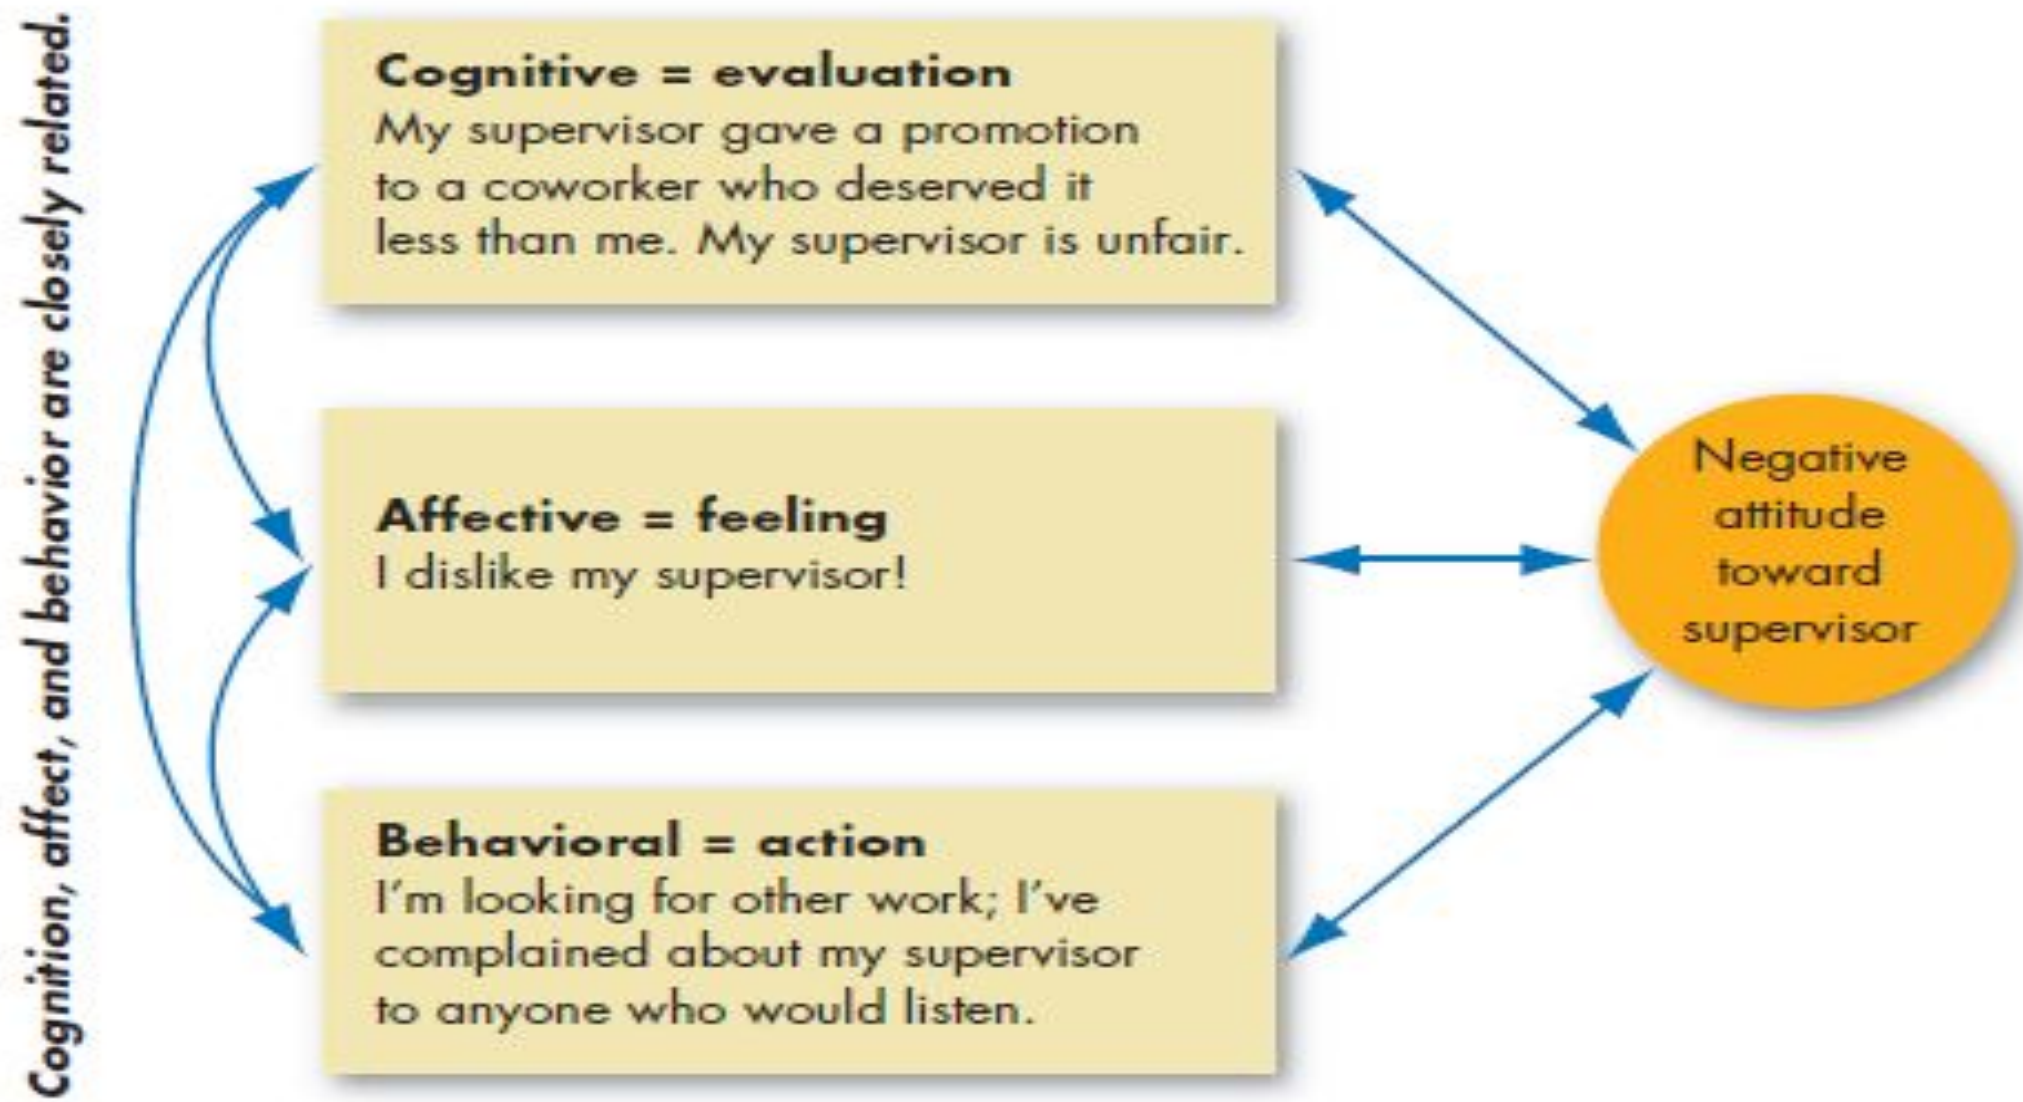 Cognition, affect, and behavior are closely related.
Cognitive = evaluation
My supervisor gave a promotion
to a coworker who deserved it
less than me. My supervisor is unfair.
Affective = feeling
I dislike my supervisor!
Behavioral = action
I'm looking for other work; I've
complained about my supervisor
to anyone who would listen.
Negative
attitude
toward
supervisor